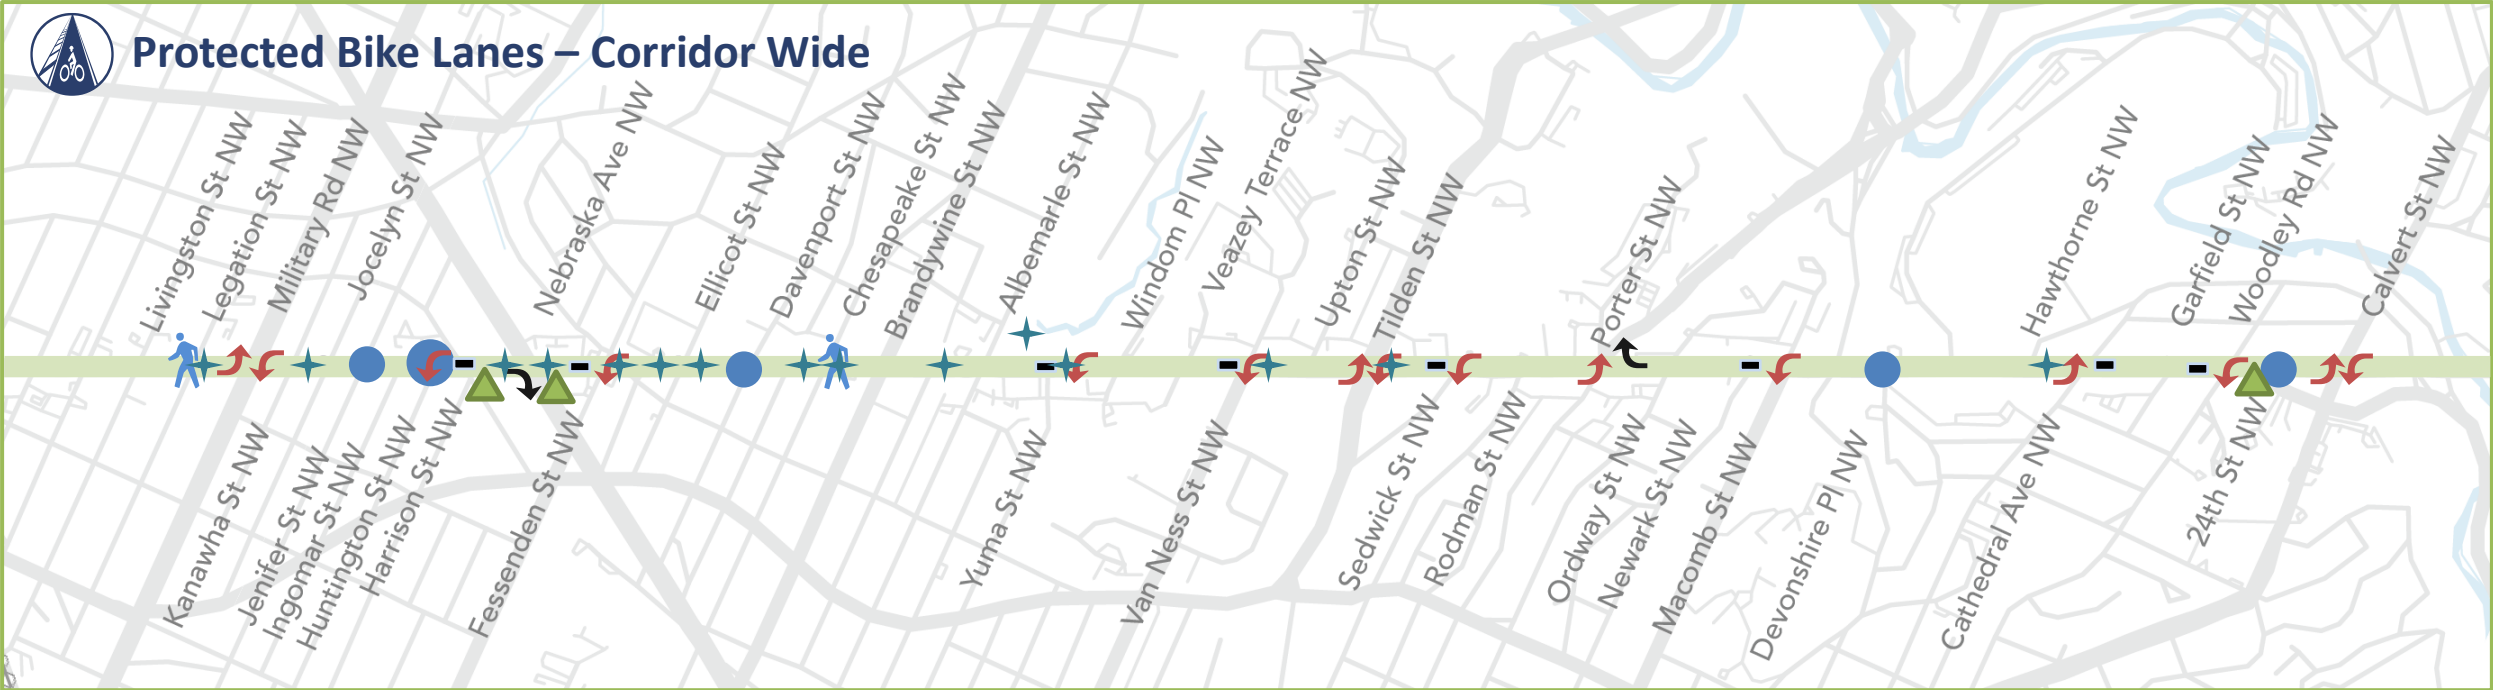 Protected Bike Lanes – Corridor Wide
Livingston St NW
Legation St NW
Military Rd NW
Jocelyn St NW
Nebraska Ave NW
Ellicot St NW
Davenport St NW
Chesapeake St NW
Brandywine St NW
Albemarle St NW
Windom Pl NW
Veazey Terrace NW
Upton St NW
Tilden St NW
Porter St NW
Hawthorne St NW
Garfield St NW
Woodley Rd NW
Calvert St NW
Kanawha St NW
Jenifer St NW
Ingomar St NW
Huntington St NW
Harrison St NW
Fessenden St NW
Yuma St NW
Van Ness St NW
Sedwick St NW
Rodman St NW
Ordway St NW
Newark St NW
Macomb St NW
Devonshire Pl NW
Cathedral Ave NW
24th St NW